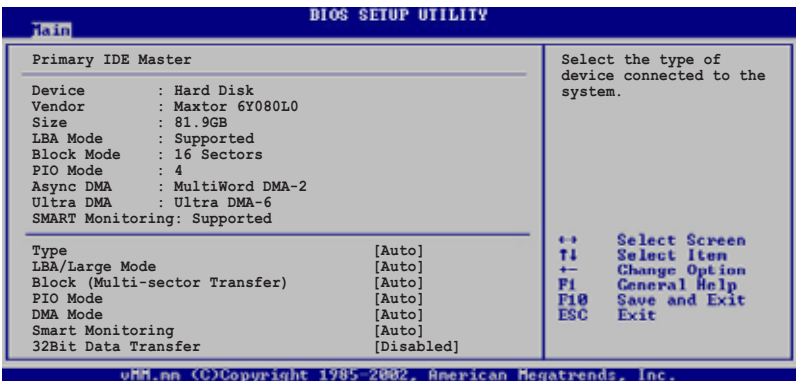 BIOS SETUP UTILITY
Main
Primary IDE Master
Device : Hard Disk
Vendor : Maxtor 6Y080L0
Size : 81.9GB
LBA Mode : Supported
Block Mode : 16 Sectors
PIO Mode : 4
Async DMA : MultiWord DMA-2
Ultra DMA : Ultra DMA-6
SMART Monitoring: Supported
Type [Auto]
LBA/Large Mode [Auto]
Block (Multi-sector Transfer) [Auto]
PIO Mode [Auto]
DMA Mode [Auto]
Smart Monitoring [Auto]
32Bit Data Transfer [Disabled]
Select the type of
device connected to the
system.
←→ Select Screen
↑↓ Select Item
+- Change Option
F1 General Help
F10 Save and Exit
ESC Exit
vMM.mm (C)Copyright 1985-2002, American Megatrends, Inc.